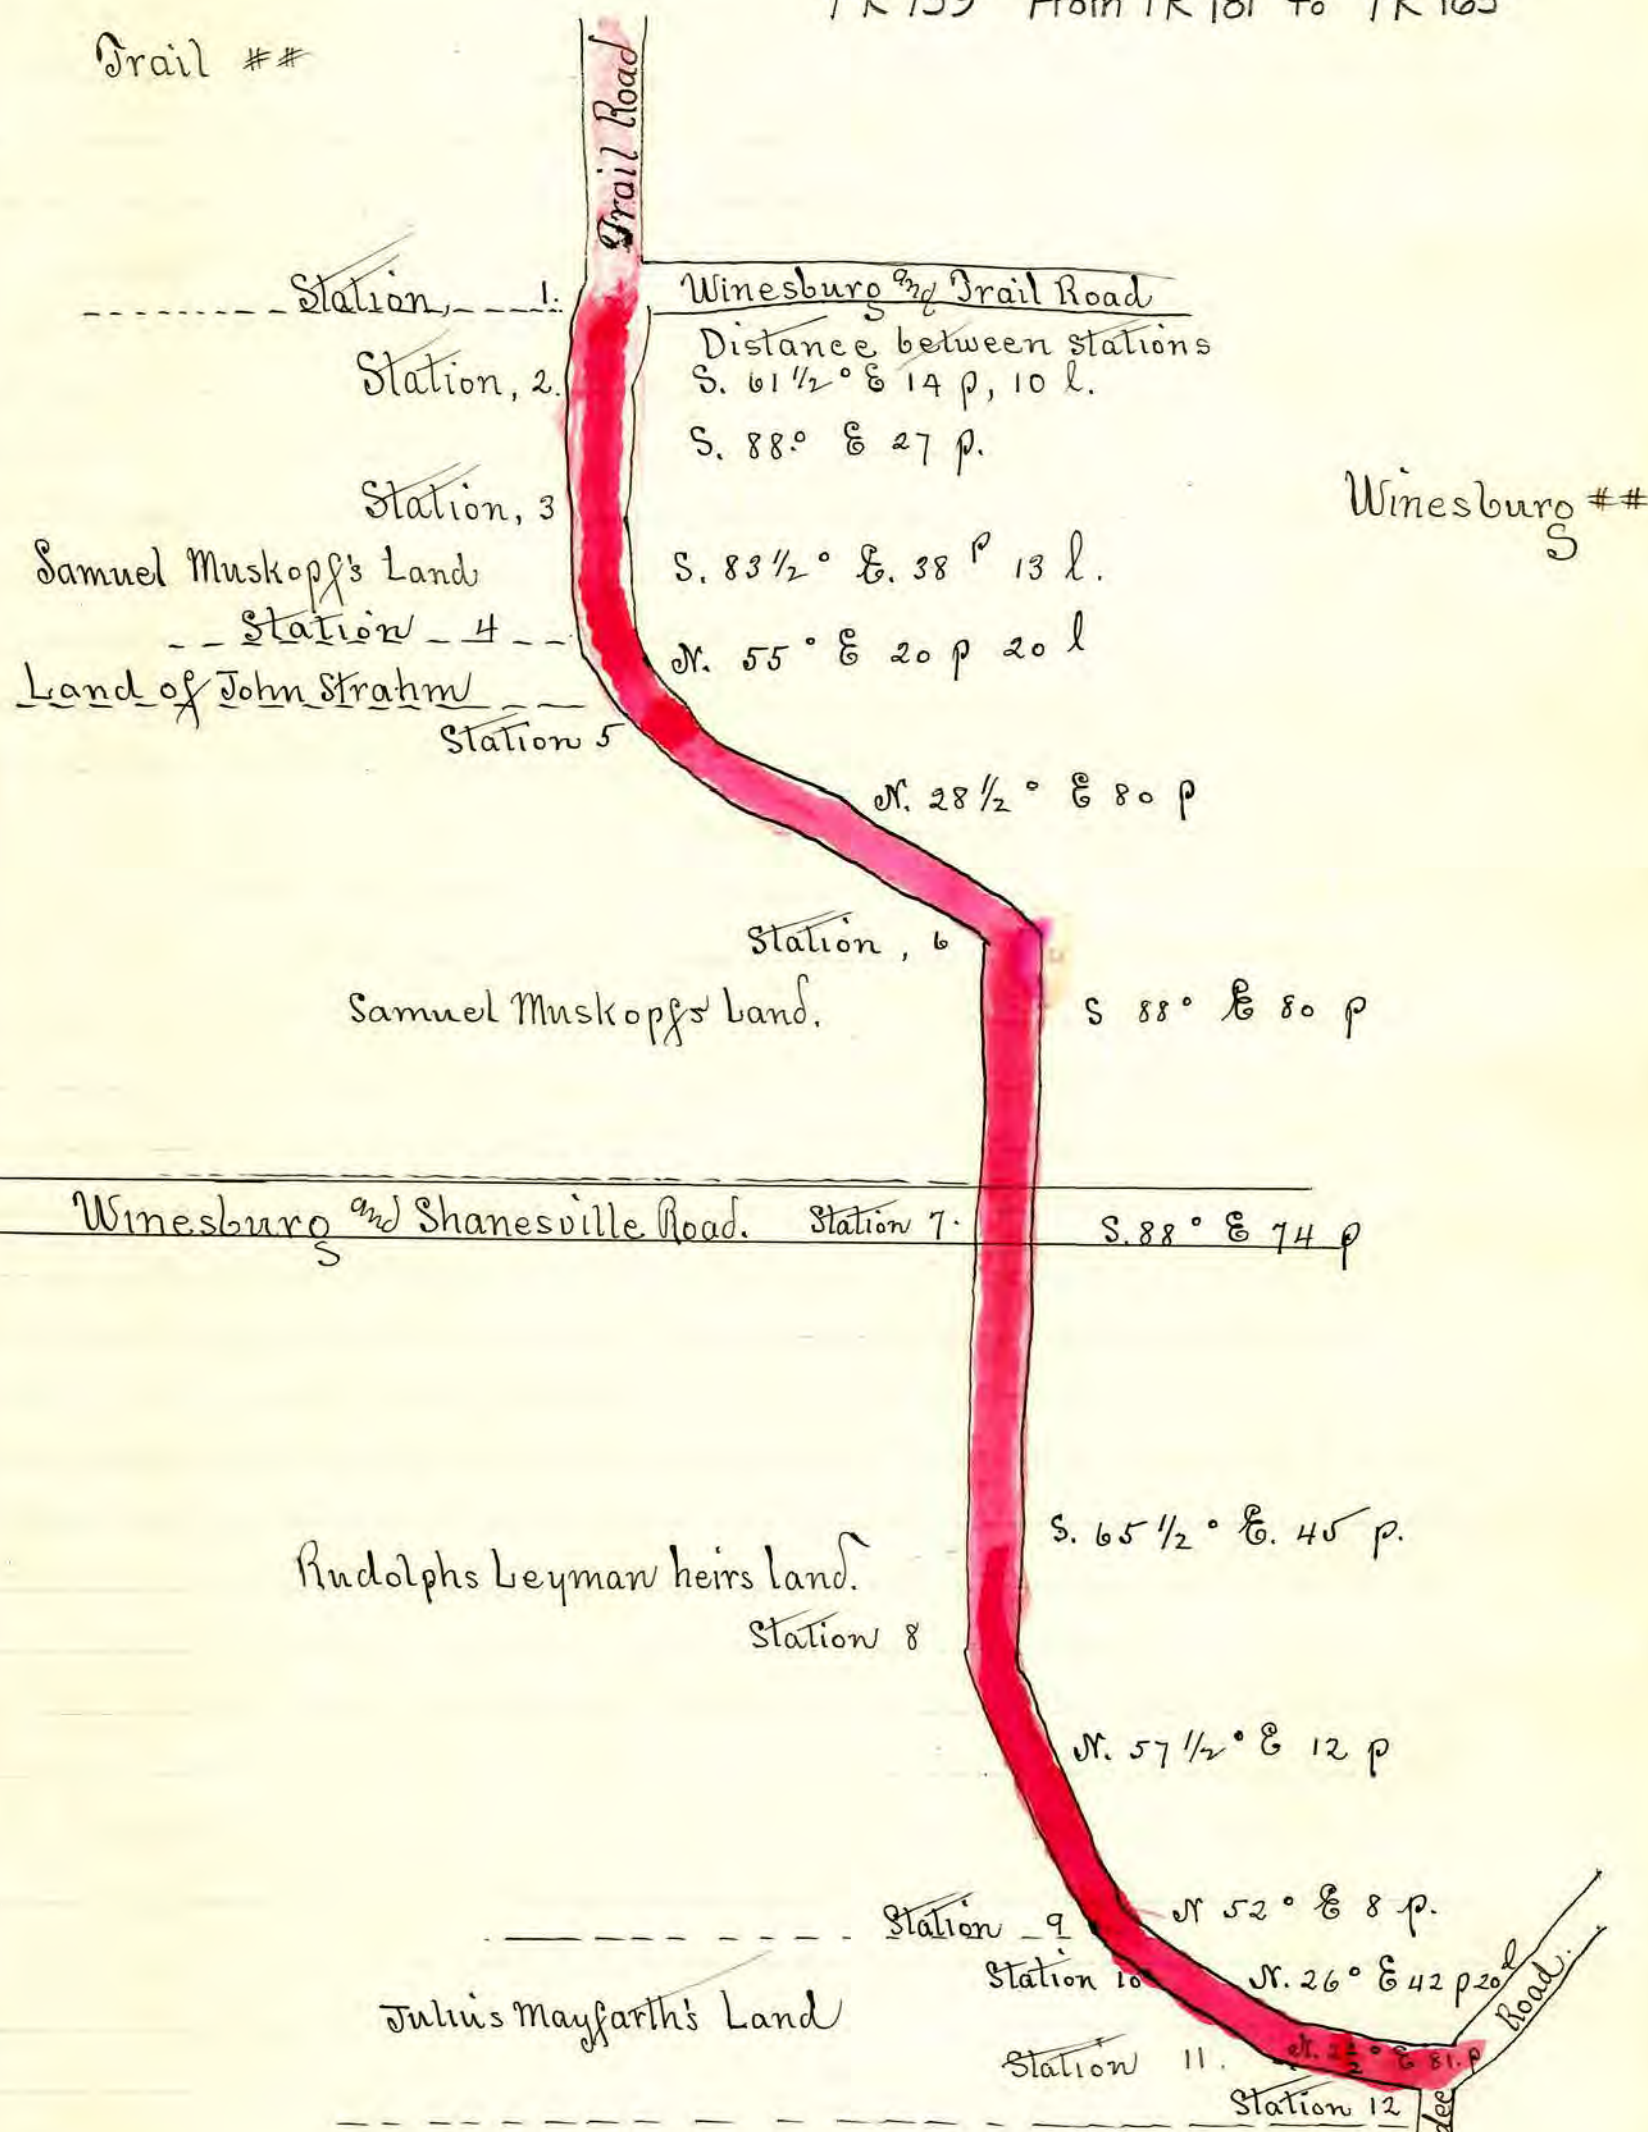 From TR 181 to TR 165
Trail ##
Trail Road
Station, 1.
Winesburg and Trail Road
Distance between stations
Station, 2.
S. 61 1/2° E 14 p, 10 l.
S. 88° E 27 p.
Station, 3
Winesburg ##
Samuel Muskopf's Land
S. 83 1/2° E. 38 p 13 l.
Station 4
N. 55° E 20 p 20 l
Land of John Strahm
Station 5
N. 28 1/2° E 80 p
Station, 6
Samuel Muskopfs Land.
S 88° E 80 p
Winesburg and Shanesville Road. Station 7.
S. 88° E 74 p
S. 65 1/2° E. 45 p.
Rudolphs Leyman heirs land.
Station 8
N. 57 1/2° E 12 p
N 52° E 8 p.
Station 9
Station 10
N. 26° E 42 p 20 l
Road.
Julius Mayfarth's Land
Station 11.
E 81. p
Station 12